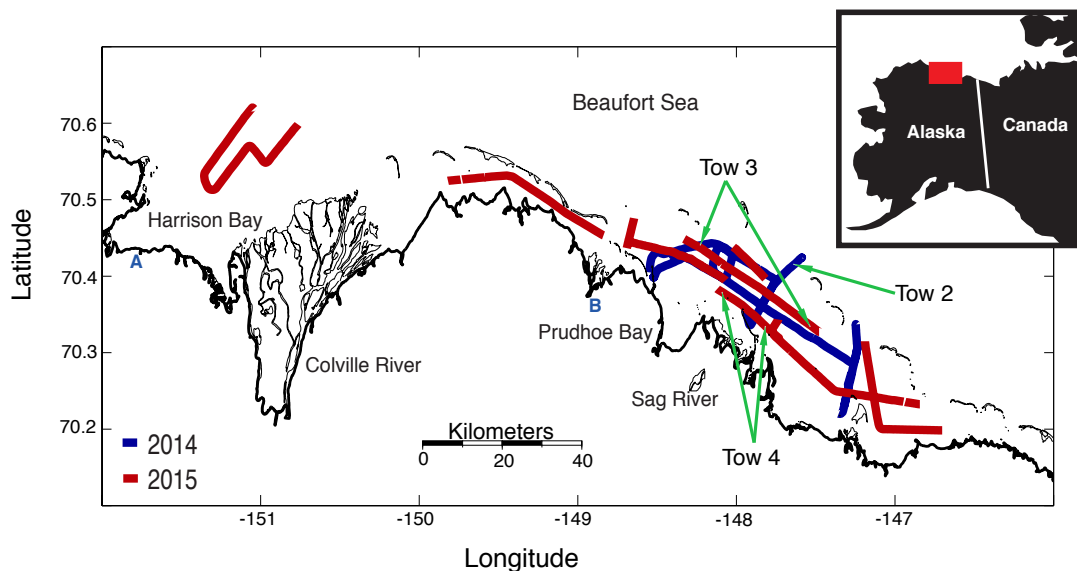 Beaufort Sea
Alaska
Canada
Harrison Bay
Tow 3
Tow 2
A
B
Prudhoe Bay
Colville River
Sag River
Tow 4
Kilometers
0 20 40
2014
2015
70.6
70.5
70.4
70.3
70.2
Latitude
-151 -150 -149 -148 -147
Longitude